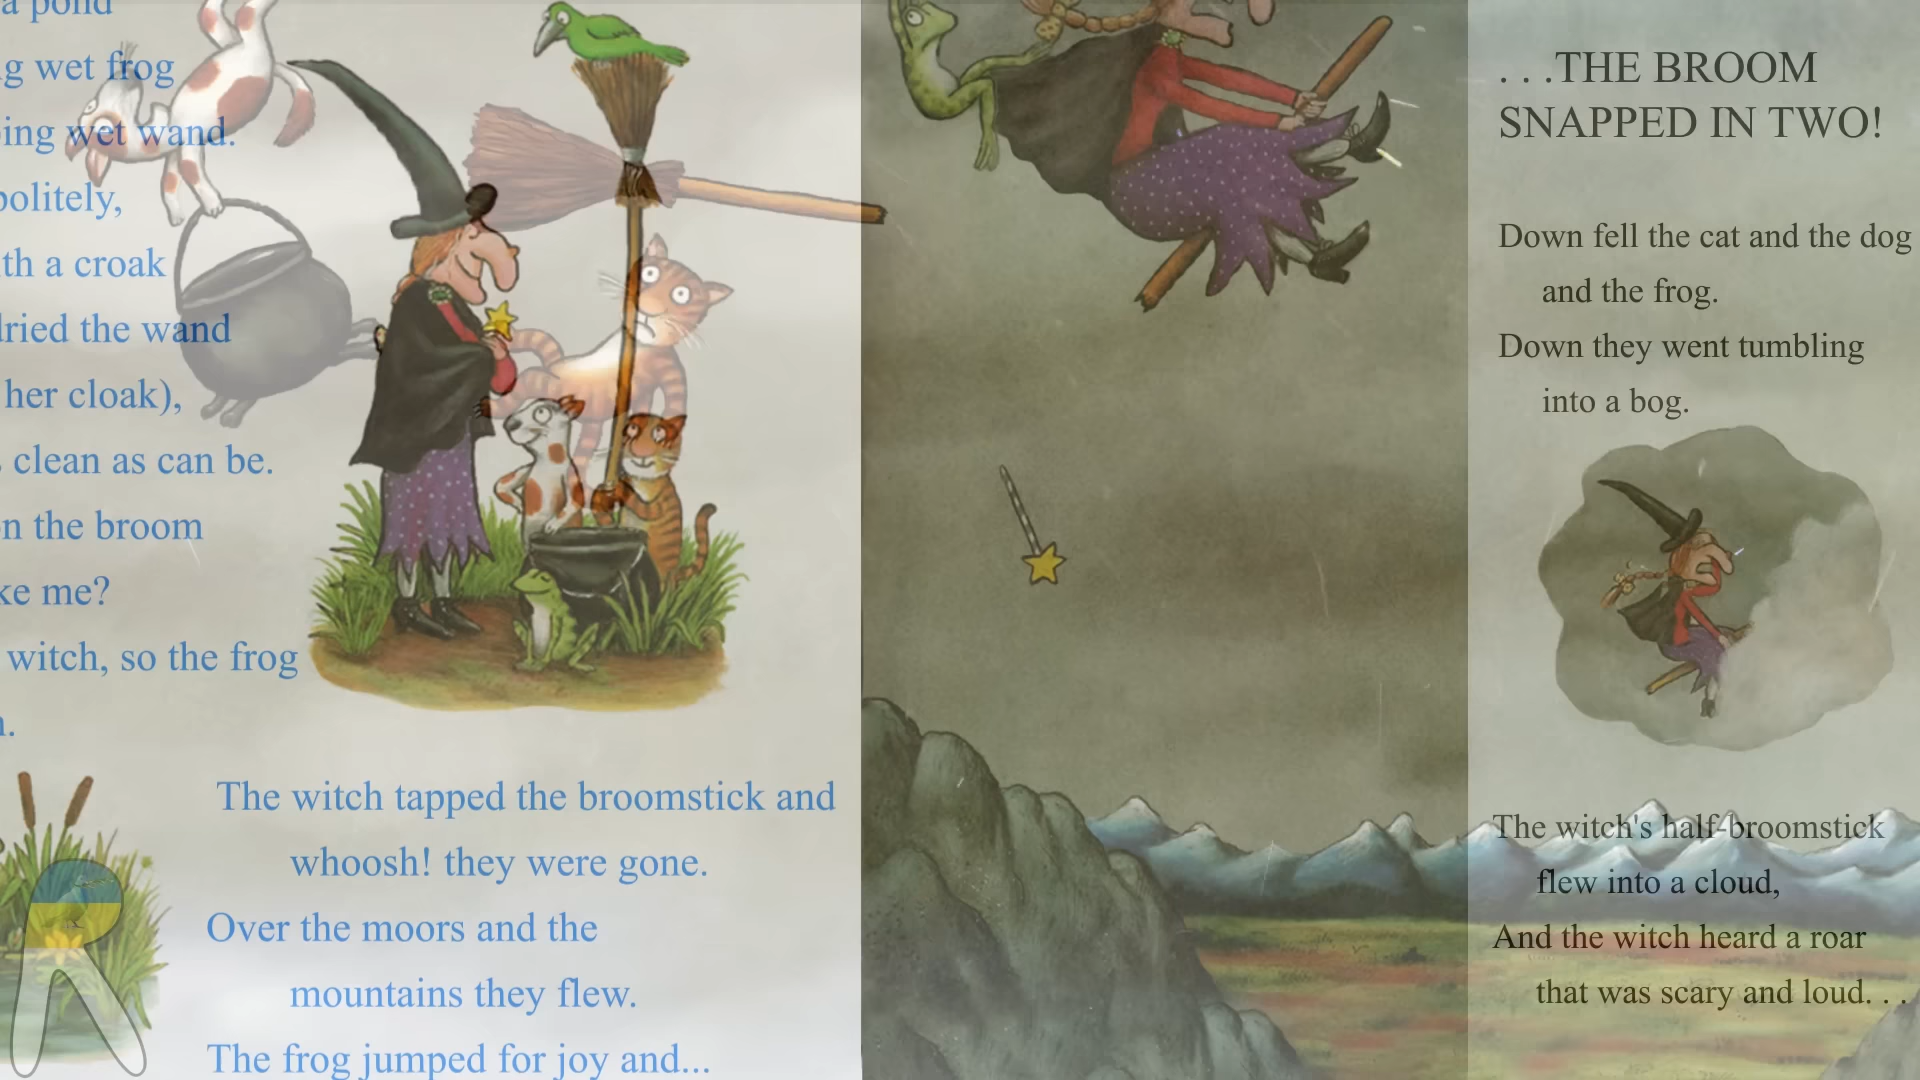 a pond
g wet frog
ing wet wand.
politely,
th a croak
dried the wand
her cloak),
clean as can be.
n the broom
ke me?
witch, so the frog
The witch tapped the broomstick and
whoosh! they were gone.
Over the moors and the
mountains they flew.
The frog jumped for joy and...
. . .THE BROOM
SNAPPED IN TWO!
Down fell the cat and the dog
and the frog.
Down they went tumbling
into a bog.
The witch's half-broomstick
flew into a cloud,
And the witch heard a roar
that was scary and loud. . .